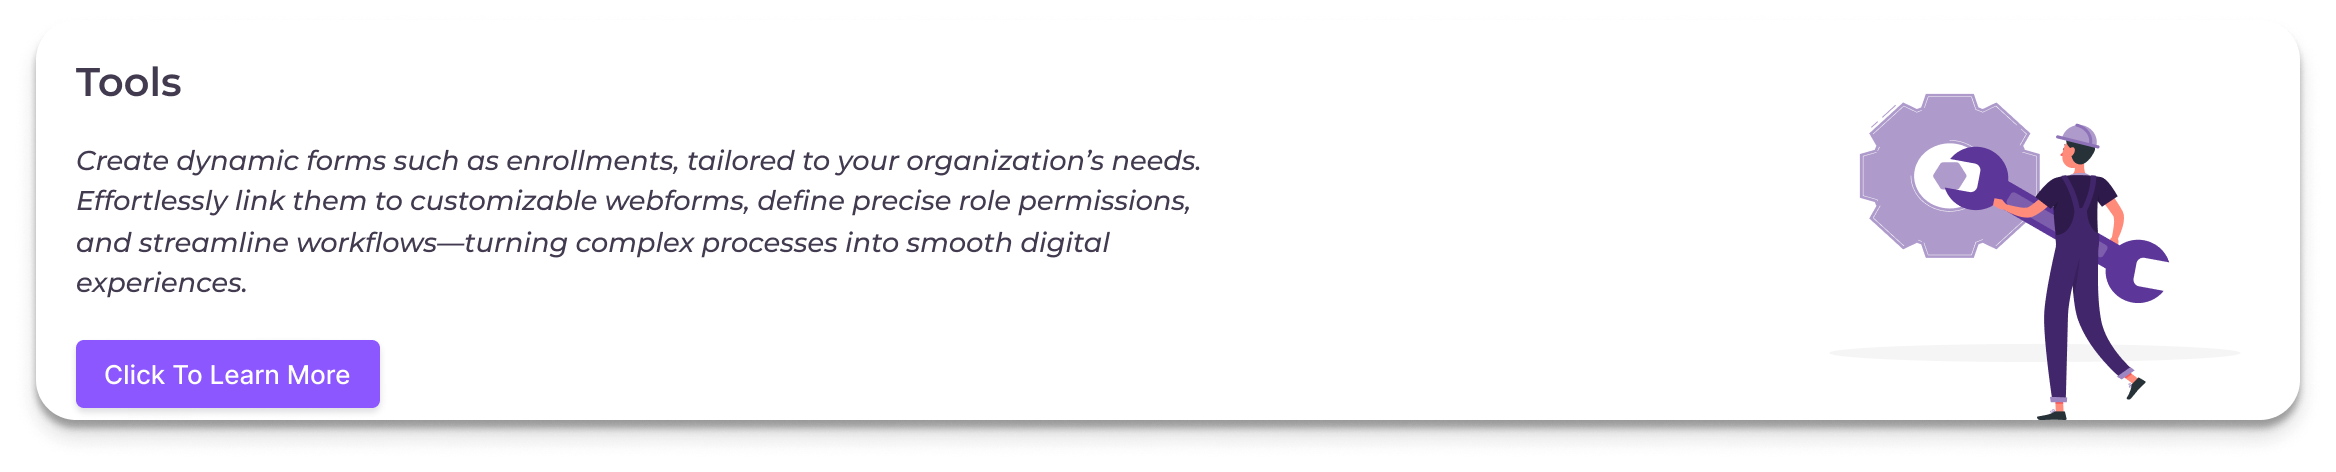 Tools
Create dynamic forms such as enrollments, tailored to your organization’s needs.
Effortlessly link them to customizable webforms, define precise role permissions,
and streamline workflows—turning complex processes into smooth digital
experiences.
Click To Learn More